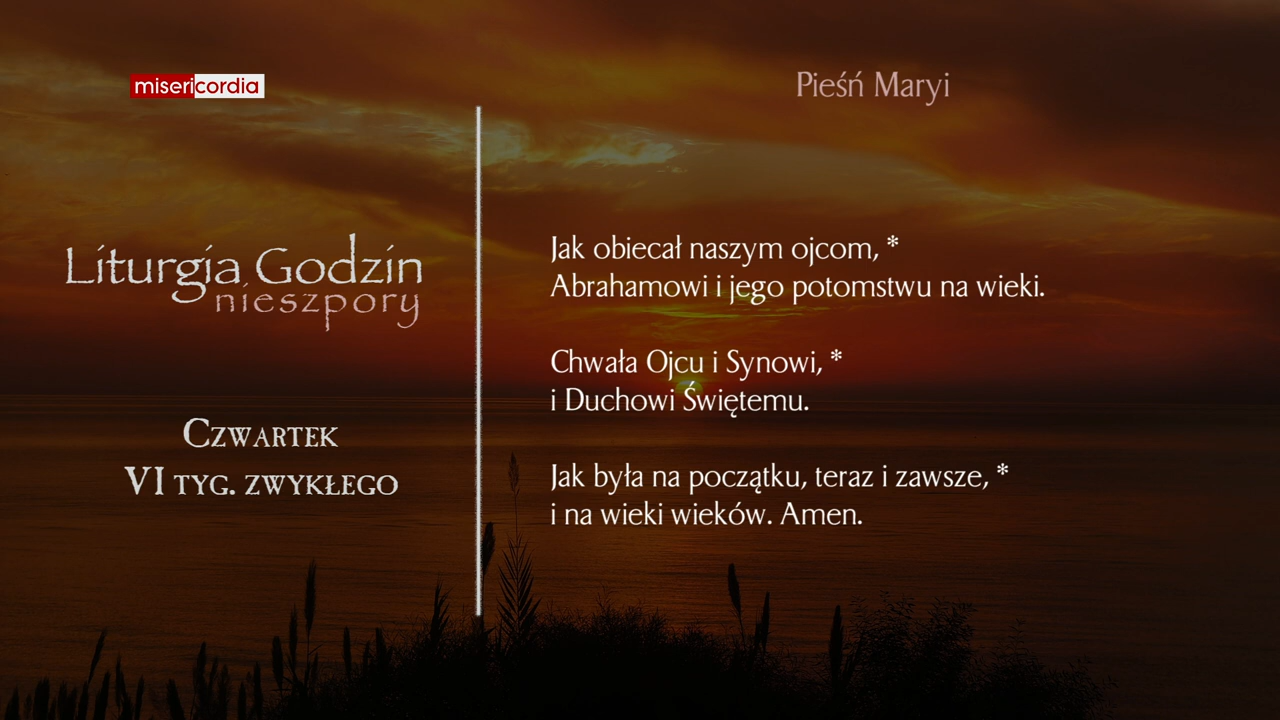 misericordia
Pieśń Maryi
Liturgia Godzin
nieszpory
Czwartek
VI tyg. zwykłego
Jak obiecał naszym ojcom, *
Abrahamowi i jego potomstwu na wieki.
Chwała Ojcu i Synowi, *
i Duchowi Świętemu.
Jak była na początku, teraz i zawsze, *
i na wieki wieków. Amen.